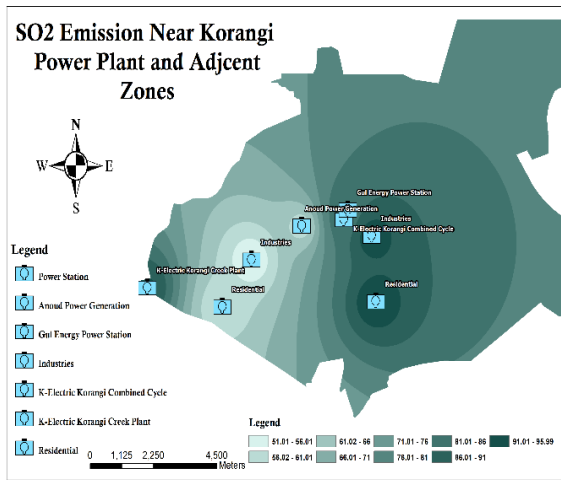 SO2 Emission Near Korangi
Power Plant and Adjcent
Zones
N
W E
S
Gul Energy Power Station
Anoud Power Generation
Industries
K-Electric Korangi Combined Cycle
Industries
K-Electric Korangi Creek Plant
Residential
Residential
Legend
Power Station
Anoud Power Generation
Gul Energy Power Station
Industries
K-Electric Korangi Combined Cycle
K-Electric Korangi Creek Plant
Residential
0 1,125 2,250 4,500
Meters
Legend
51.01 - 56.01 61.02 - 66 71.01 - 76 81.01 - 86 91.01 - 95.99
56.02 - 61.01 66.01 - 71 76.01 - 81 86.01 - 91